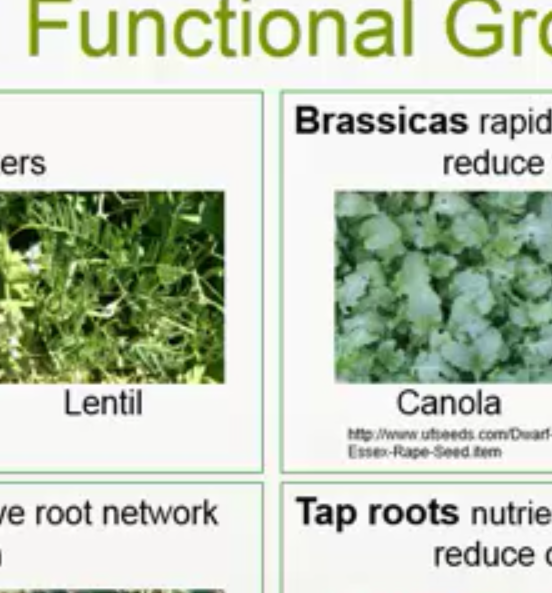 Functional Gro
ers
Lentil
Brassicas rapid
reduce
Canola
http://www.utseeds.com/Dwarf-
Essex-Rape-Seed.item
ve root network
Tap roots nutrie
reduce